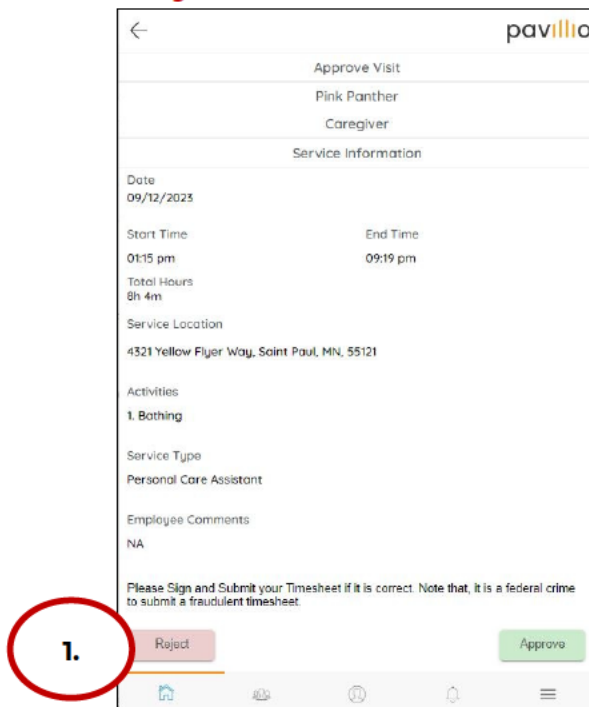 pavillio
Approve Visit
Pink Panther
Caregiver
Service Information
Date
09/12/2023
Start Time End Time
01:15 pm 09:19 pm
Total Hours
8h 4m
Service Location
4321 Yellow Flyer Way, Saint Paul, MN, 55121
Activities
1. Bathing
Service Type
Personal Care Assistant
Employee Comments
NA
Please Sign and Submit your Timesheet if it is correct. Note that, it is a federal crime
to submit a fraudulent timesheet.
1. Reject Approve